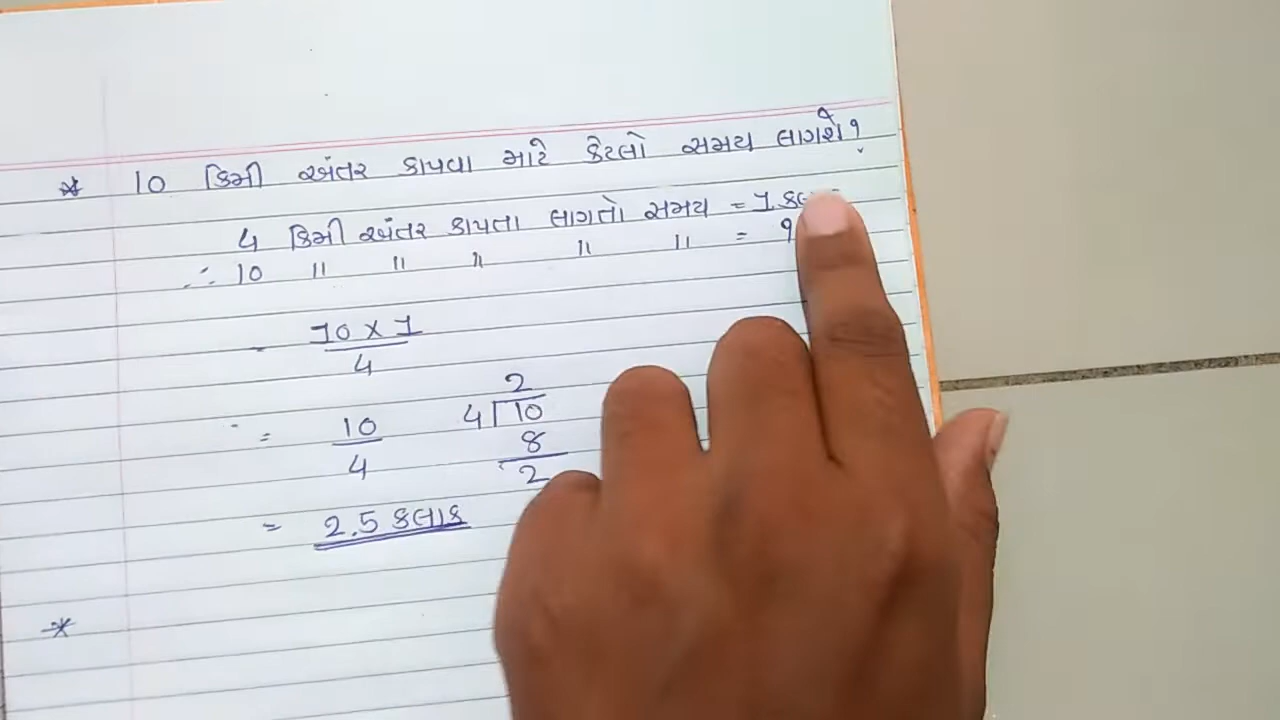 * 10 કિમી અંતર કાપવા માટે કેટલો સમય લાગશે?
4 કિમી અંતર કાપતા લાગતો સમય = 1
∴ 10 " " " " " = ?
= 10 x 1
4
= 10
4
2
4 10
8
2
= 2.5 કલાક
*